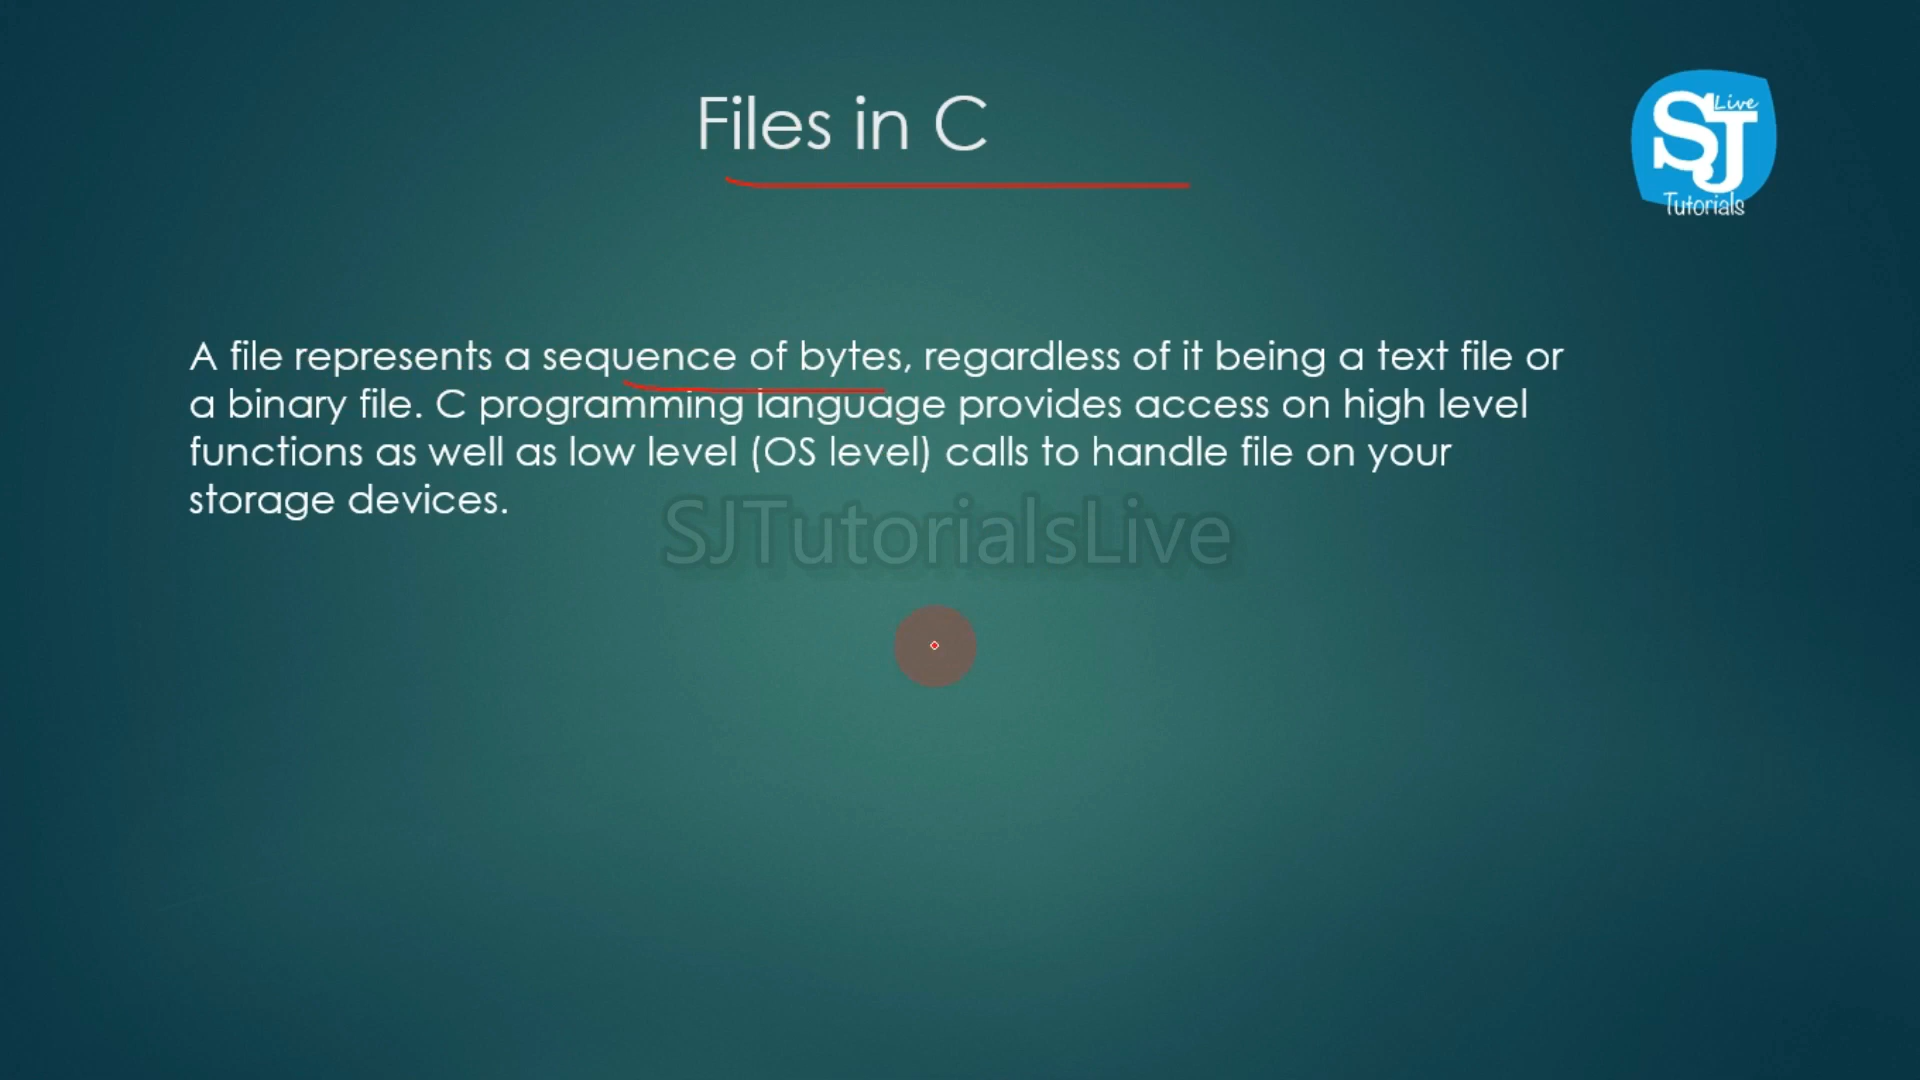 Files in C
Live
SJ
Tutorials
A file represents a sequence of bytes, regardless of it being a text file or
a binary file. C programming language provides access on high level
functions as well as low level (OS level) calls to handle file on your
storage devices.
SJTutorialsLive